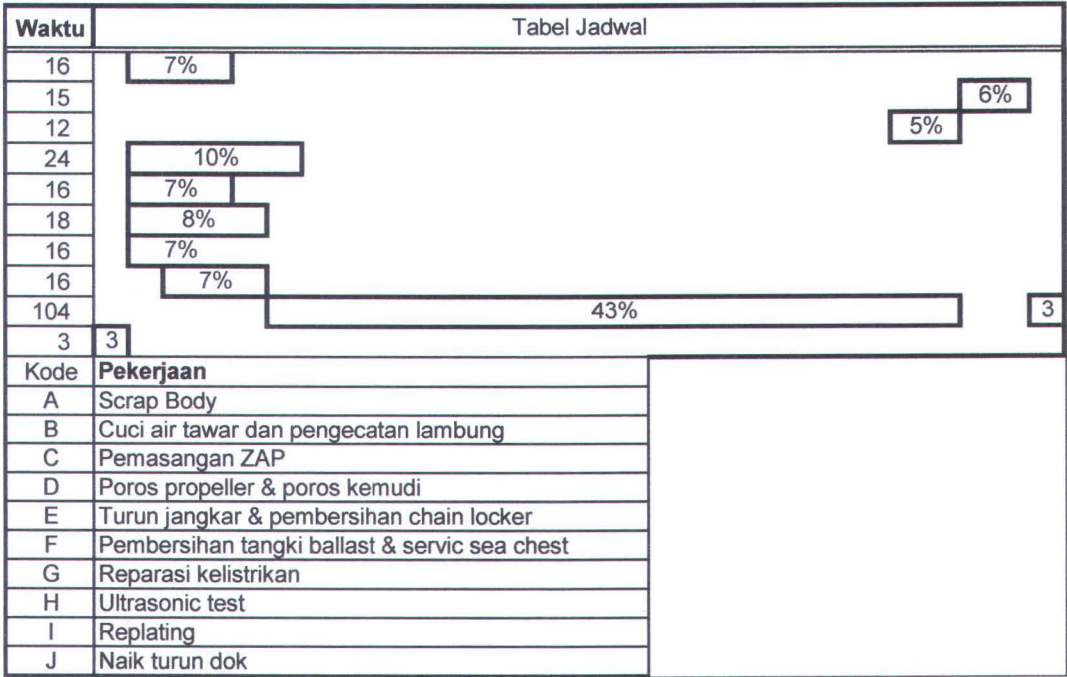 Waktu Tabel Jadwal
16 7%
15 6%
12 5%
24 10%
16 7%
18 8%
16 7%
16 7%
104 43% 3
3 3
Kode Pekerjaan
A Scrap Body
B Cuci air tawar dan pengecatan lambung
C Pemasangan ZAP
D Poros propeller & poros kemudi
E Turun jangkar & pembersihan chain locker
F Pembersihan tangki ballast & servic sea chest
G Reparasi kelistrikan
H Ultrasonic test
I Replating
J Naik turun dok